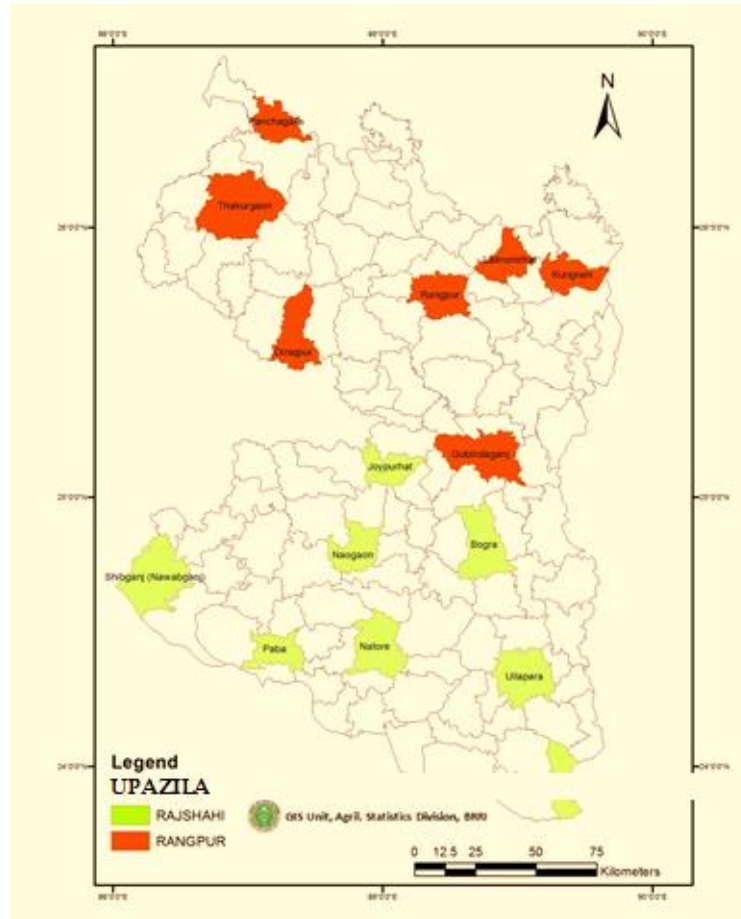 N
Panchagarh
Thakurgaon
Lalmonirhat
Kurigram
Rangpur
Dinajpur
Gobindaganj
Joypurhat
Naogaon
Bogra
Shibganj (Nawabganj)
Paba
Natore
Ullapara
Legend
UPAZILA
RAJSHAHI
RANGPUR
GIS Unit, Agril. Statistics Division, BRRI
0 12.5 25 50 75
Kilometers